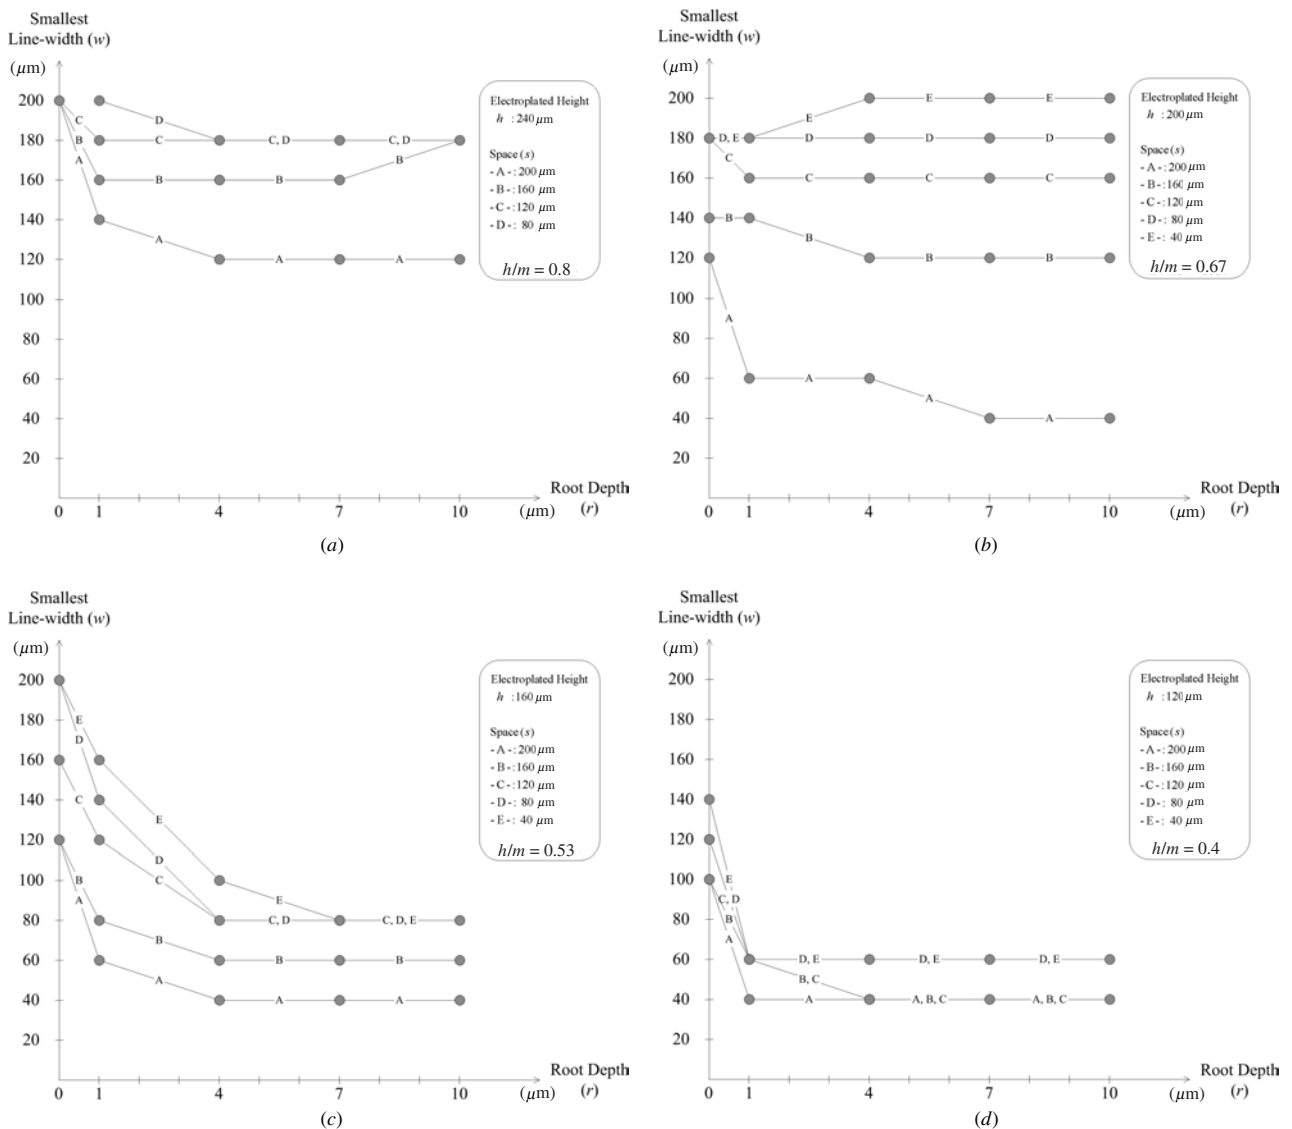 Smallest
Line-width (w)
(μm)
200
180
160
140
120
100
80
60
40
20
C
B
A
D
C
B
A
C, D
B
A
C, D
B
A
Electroplated Height
h : 240 μm
Space (s)
- A - : 200 μm
- B - : 160 μm
- C - : 120 μm
- D - : 80 μm
h/m = 0.8
0
1
4
7
10
(μm)
Root Depth
(r)
(a)
Smallest
Line-width (w)
(μm)
200
180
160
140
120
100
80
60
40
20
D, E
C
B
A
E
D
C
B
A
E
D
C
B
A
E
D
C
B
A
Electroplated Height
h : 200 μm
Space (s)
- A - : 200 μm
- B - : 160 μm
- C - : 120 μm
- D - : 80 μm
- E - : 40 μm
h/m = 0.67
0
1
4
7
10
(μm)
Root Depth
(r)
(b)
Smallest
Line-width (w)
(μm)
200
180
160
140
120
100
80
60
40
20
E
D
C
B
A
E
D
C
B
A
E
C, D
B
A
C, D, E
B
A
Electroplated Height
h : 160 μm
Space (s)
- A - : 200 μm
- B - : 160 μm
- C - : 120 μm
- D - : 80 μm
- E - : 40 μm
h/m = 0.53
0
1
4
7
10
(μm)
Root Depth
(r)
(c)
Smallest
Line-width (w)
(μm)
200
180
160
140
120
100
80
60
40
20
E
C, D
B
A
D, E
B, C
A
D, E
A, B, C
D, E
A, B, C
Electroplated Height
h : 120 μm
Space (s)
- A - : 200 μm
- B - : 160 μm
- C - : 120 μm
- D - : 80 μm
- E - : 40 μm
h/m = 0.4
0
1
4
7
10
(μm)
Root Depth
(r)
(d)